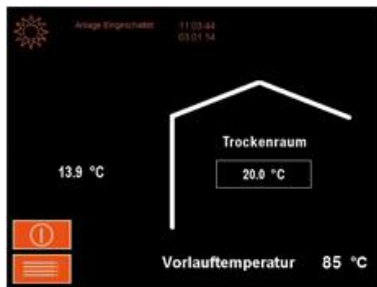 Anlage Eingeschaltet 11:03:44
03.01.14
Trockenraum
13.9 °C
20.0 °C
Vorlauftemperatur 85 °C